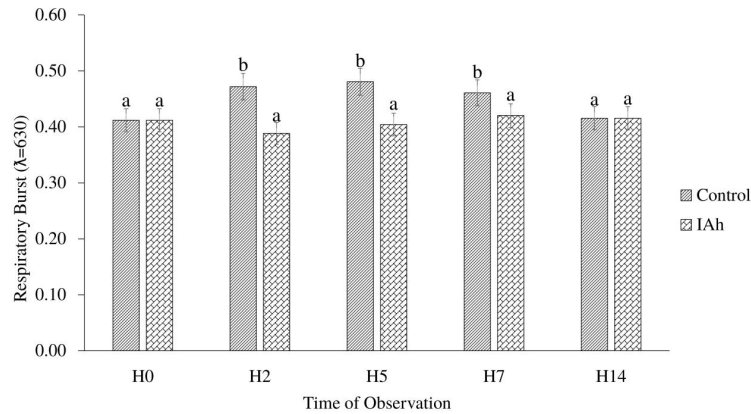 0.60
0.50
0.40
0.30
0.20
0.10
0.00
Respiratory Burst (λ=630)
a a
b a
b a
b a
a a
H0 H2 H5 H7 H14
Time of Observation
Control
IAh